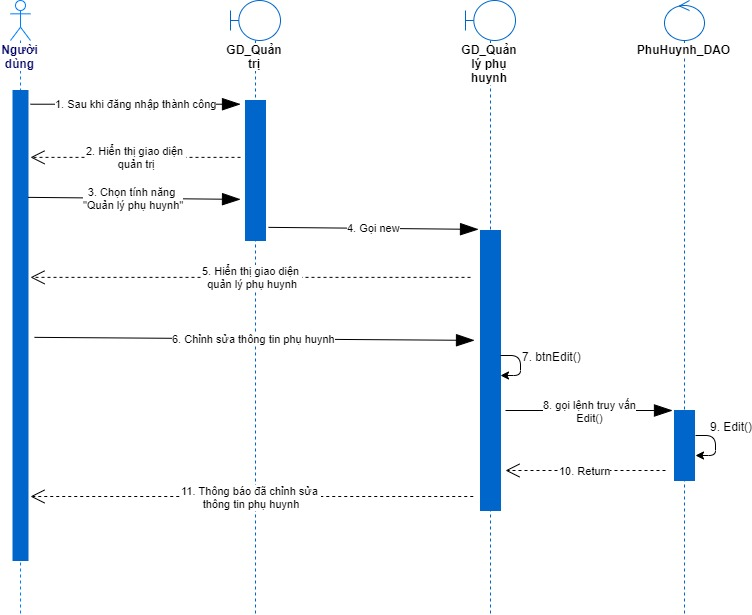 Người
dùng
GD_Quản
trị
GD_Quản
lý phụ
huynh
PhuHuynh_DAO
1. Sau khi đăng nhập thành công
2. Hiển thị giao diện
quản trị
3. Chọn tính năng
"Quản lý phụ huynh"
4. Gọi new
5. Hiển thị giao diện
quản lý phụ huynh
6. Chỉnh sửa thông tin phụ huynh
7. btnEdit()
8. gọi lệnh truy vấn
Edit()
9. Edit()
10. Return
11. Thông báo đã chỉnh sửa
thông tin phụ huynh